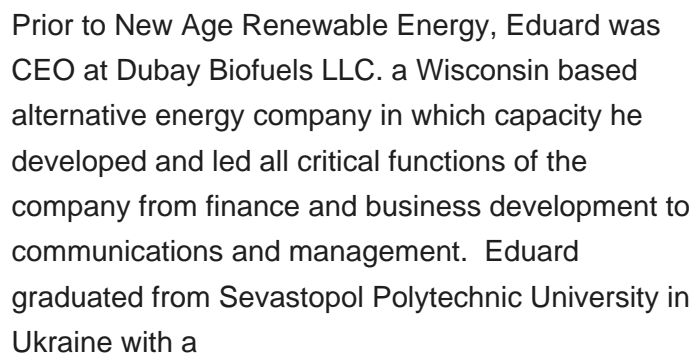 Prior to New Age Renewable Energy, Eduard was
CEO at Dubay Biofuels LLC. a Wisconsin based
alternative energy company in which capacity he
developed and led all critical functions of the
company from finance and business development to
communications and management.  Eduard
graduated from Sevastopol Polytechnic University in
Ukraine with a